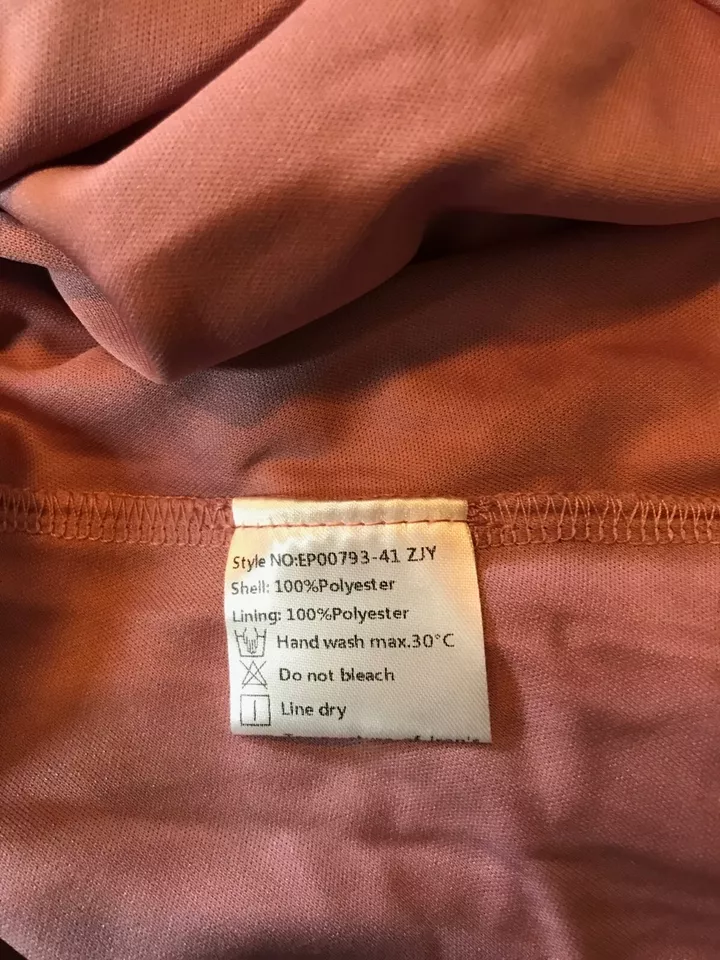 Style NO:EP00793-41 ZJY
Shell: 100%Polyester
Lining: 100%Polyester
Hand wash max.30°C
Do not bleach
Line dry